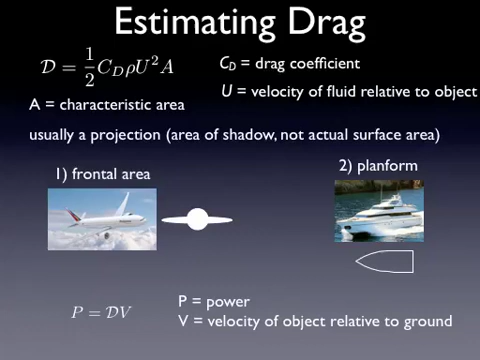 Estimating Drag
𝒟 = 1/2 C_D ρU² A
C_D = drag coefficient
U = velocity of fluid relative to object
A = characteristic area
usually a projection (area of shadow, not actual surface area)
1) frontal area
2) planform
P = 𝒟V
P = power
V = velocity of object relative to ground